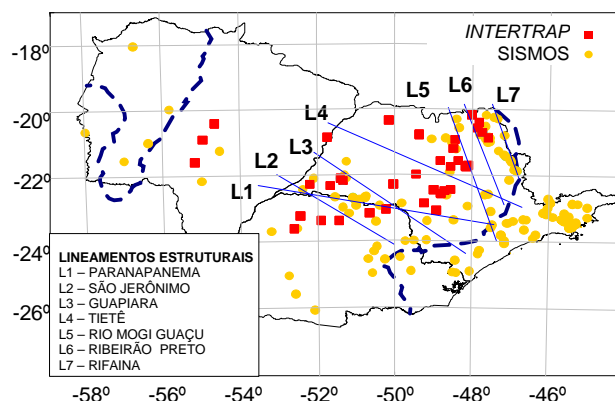 INTERTRAP
SISMOS
-18º
-20º
-22º
-24º
-26º
L5
L6
L7
L4
L3
L2
L1
LINEAMENTOS ESTRUTURAIS
L1 – PARANAPANEMA
L2 – SÃO JERÔNIMO
L3 – GUAPIARA
L4 – TIETÊ
L5 – RIO MOGI GUAÇU
L6 – RIBEIRÃO PRETO
L7 – RIFAINA
-58º -56º -54º -52º -50º -48º -46º